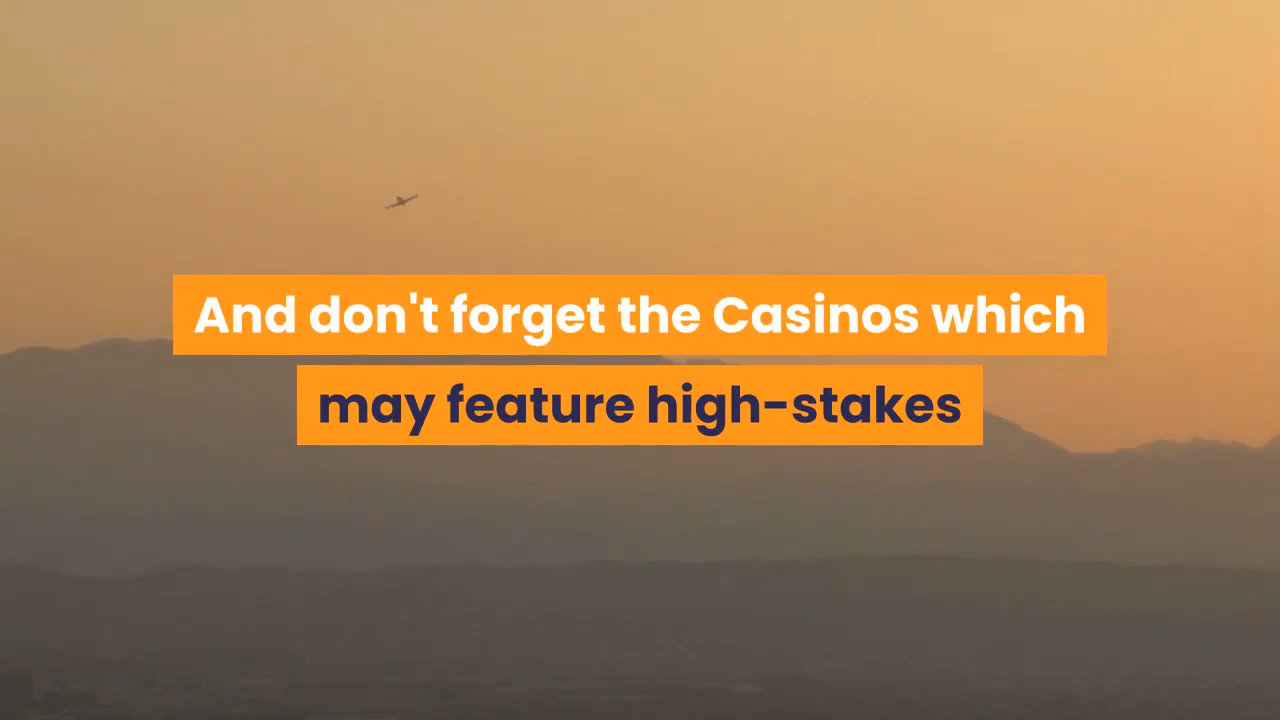 And don't forget the Casinos which
may feature high-stakes